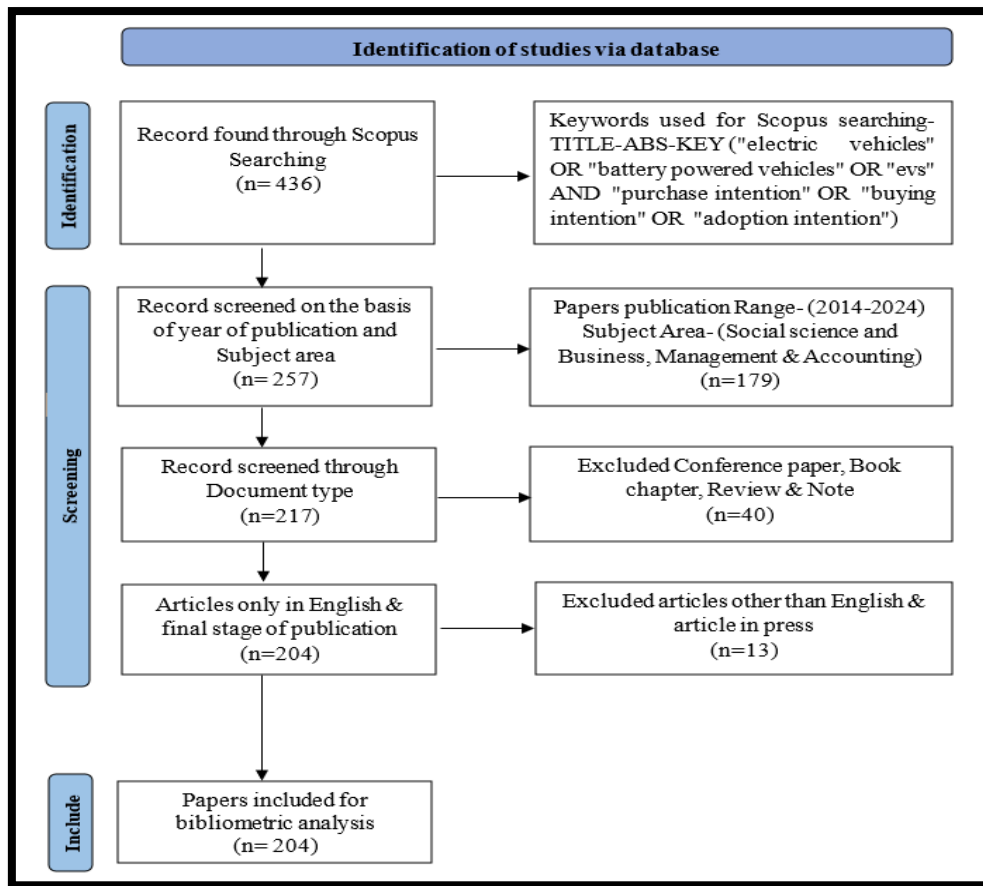 Identification of studies via database
Identification
Record found through Scopus
Searching
(n= 436)
Keywords used for Scopus searching-
TITLE-ABS-KEY ("electric vehicles"
OR "battery powered vehicles" OR "evs"
AND "purchase intention" OR "buying
intention" OR "adoption intention")
Screening
Record screened on the basis
of year of publication and
Subject area
(n= 257)
Papers publication Range- (2014-2024)
Subject Area- (Social science and
Business, Management & Accounting)
(n=179)
Record screened through
Document type
(n=217)
Excluded Conference paper, Book
chapter, Review & Note
(n=40)
Articles only in English &
final stage of publication
(n=204)
Excluded articles other than English &
article in press
(n=13)
Include
Papers included for
bibliometric analysis
(n= 204)